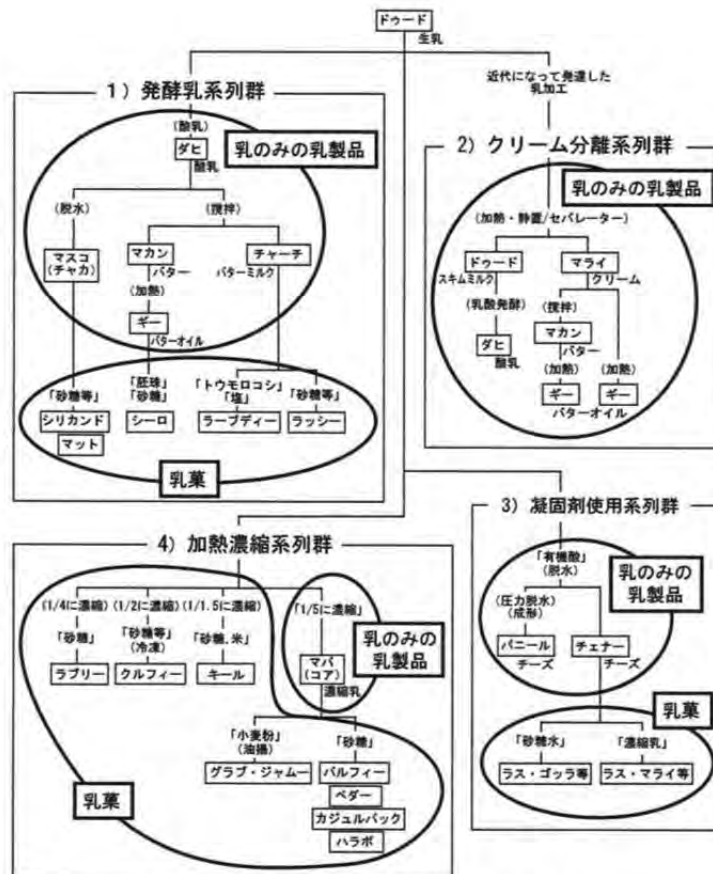 ドゥード
生乳
近代になって発達した
乳加工
1) 発酵乳系列群
(酸乳)
ダヒ
酸乳
乳のみの乳製品
(脱水)
(撹拌)
マスコ
(チャカ)
マカン
バター
チャーチ
バターミルク
(加熱)
ギー
バターオイル
「砂糖等」
シリカンド
マット
「胚珠」
「砂糖」
シーロ
「トウモロコシ」
「塩」
ラーブディー
「砂糖等」
ラッシー
乳菓
2) クリーム分離系列群
乳のみの乳製品
(加熱・静置/セパレーター)
ドゥード
スキムミルク
マライ
クリーム
(乳酸発酵)
ダヒ
酸乳
(撹拌)
マカン
バター
(加熱)
(加熱)
ギー
ギー
バターオイル
3) 凝固剤使用系列群
「有機酸」
(脱水)
乳のみの
乳製品
(圧力脱水)
(成形)
パニール
チーズ
チェナー
チーズ
乳菓
「砂糖水」
「濃縮乳」
ラス・ゴッラ等
ラス・マライ等
4) 加熱濃縮系列群
(1/4に濃縮)
(1/2に濃縮)
(1/1.5に濃縮)
「1/5に濃縮」
「砂糖」
「砂糖等」
(冷凍)
「砂糖、米」
ラブリー
クルフィー
キール
乳のみの
乳製品
マバ
(コア)
濃縮乳
「小麦粉」
(油揚)
「砂糖」
グラブ・ジャムー
バルフィー
ペダー
カジュルパック
ハラボ
乳菓